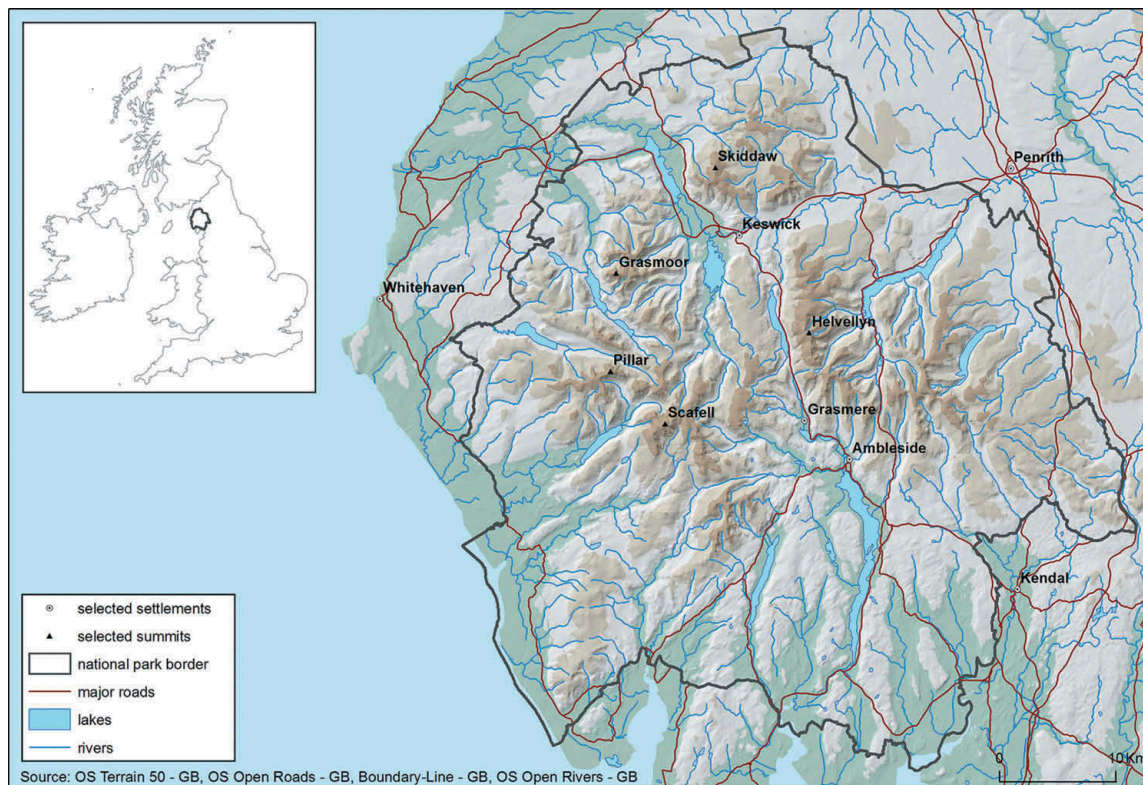 Skiddaw
Penrith
Keswick
Grasmoor
Whitehaven
Helvellyn
Pillar
Scafell
Grasmere
Ambleside
Kendal
selected settlements
selected summits
national park border
major roads
lakes
rivers
0 10 Km
Source: OS Terrain 50 - GB, OS Open Roads - GB, Boundary-Line - GB, OS Open Rivers - GB